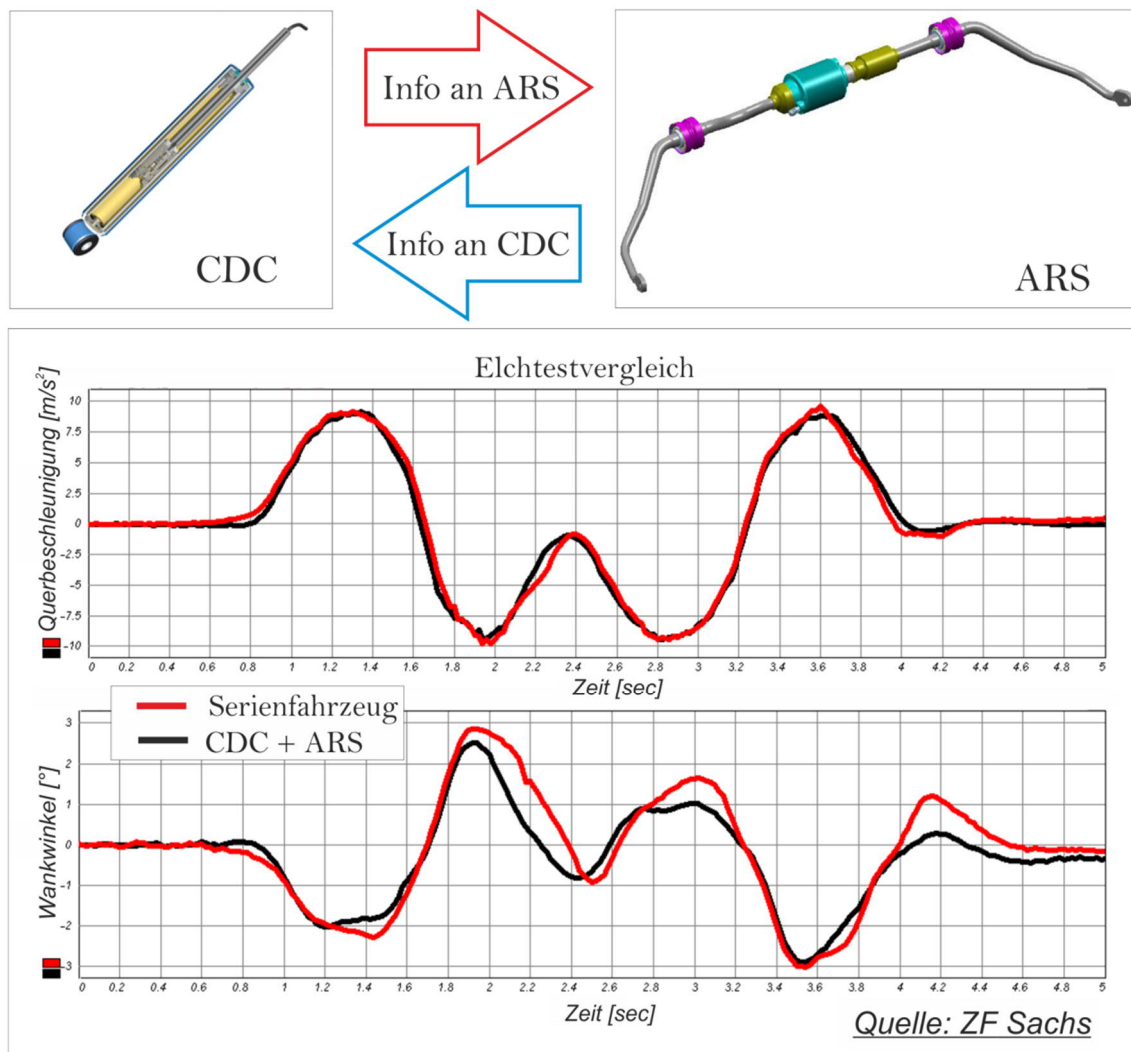 Info an ARS
Info an CDC
CDC
ARS
Elchtestvergleich
Querbeschleunigung [m/s²]
10
7.5
5
2.5
0
-2.5
-5
-7.5
-10
0 0.2 0.4 0.6 0.8 1 1.2 1.4 1.6 1.8 2 2.2 2.4 2.6 2.8 3 3.2 3.4 3.6 3.8 4 4.2 4.4 4.6 4.8 5
Zeit [sec]
Serienfahrzeug
CDC + ARS
Wankwinkel [°]
3
2
1
0
-1
-2
-3
0 0.2 0.4 0.6 0.8 1 1.2 1.4 1.6 1.8 2 2.2 2.4 2.6 2.8 3 3.2 3.4 3.6 3.8 4 4.2 4.4 4.6 4.8 5
Zeit [sec]
Quelle: ZF Sachs